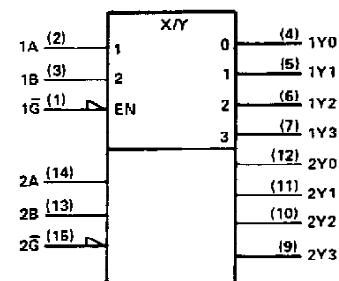 X/Y
1A (2) 1 0 (4) 1Y0
1B (3) 2 1 (5) 1Y1
1G̅ (1) EN 2 (6) 1Y2
3 (7) 1Y3
2A (14) (12) 2Y0
2B (13) (11) 2Y1
2G̅ (15) (10) 2Y2
(9) 2Y3